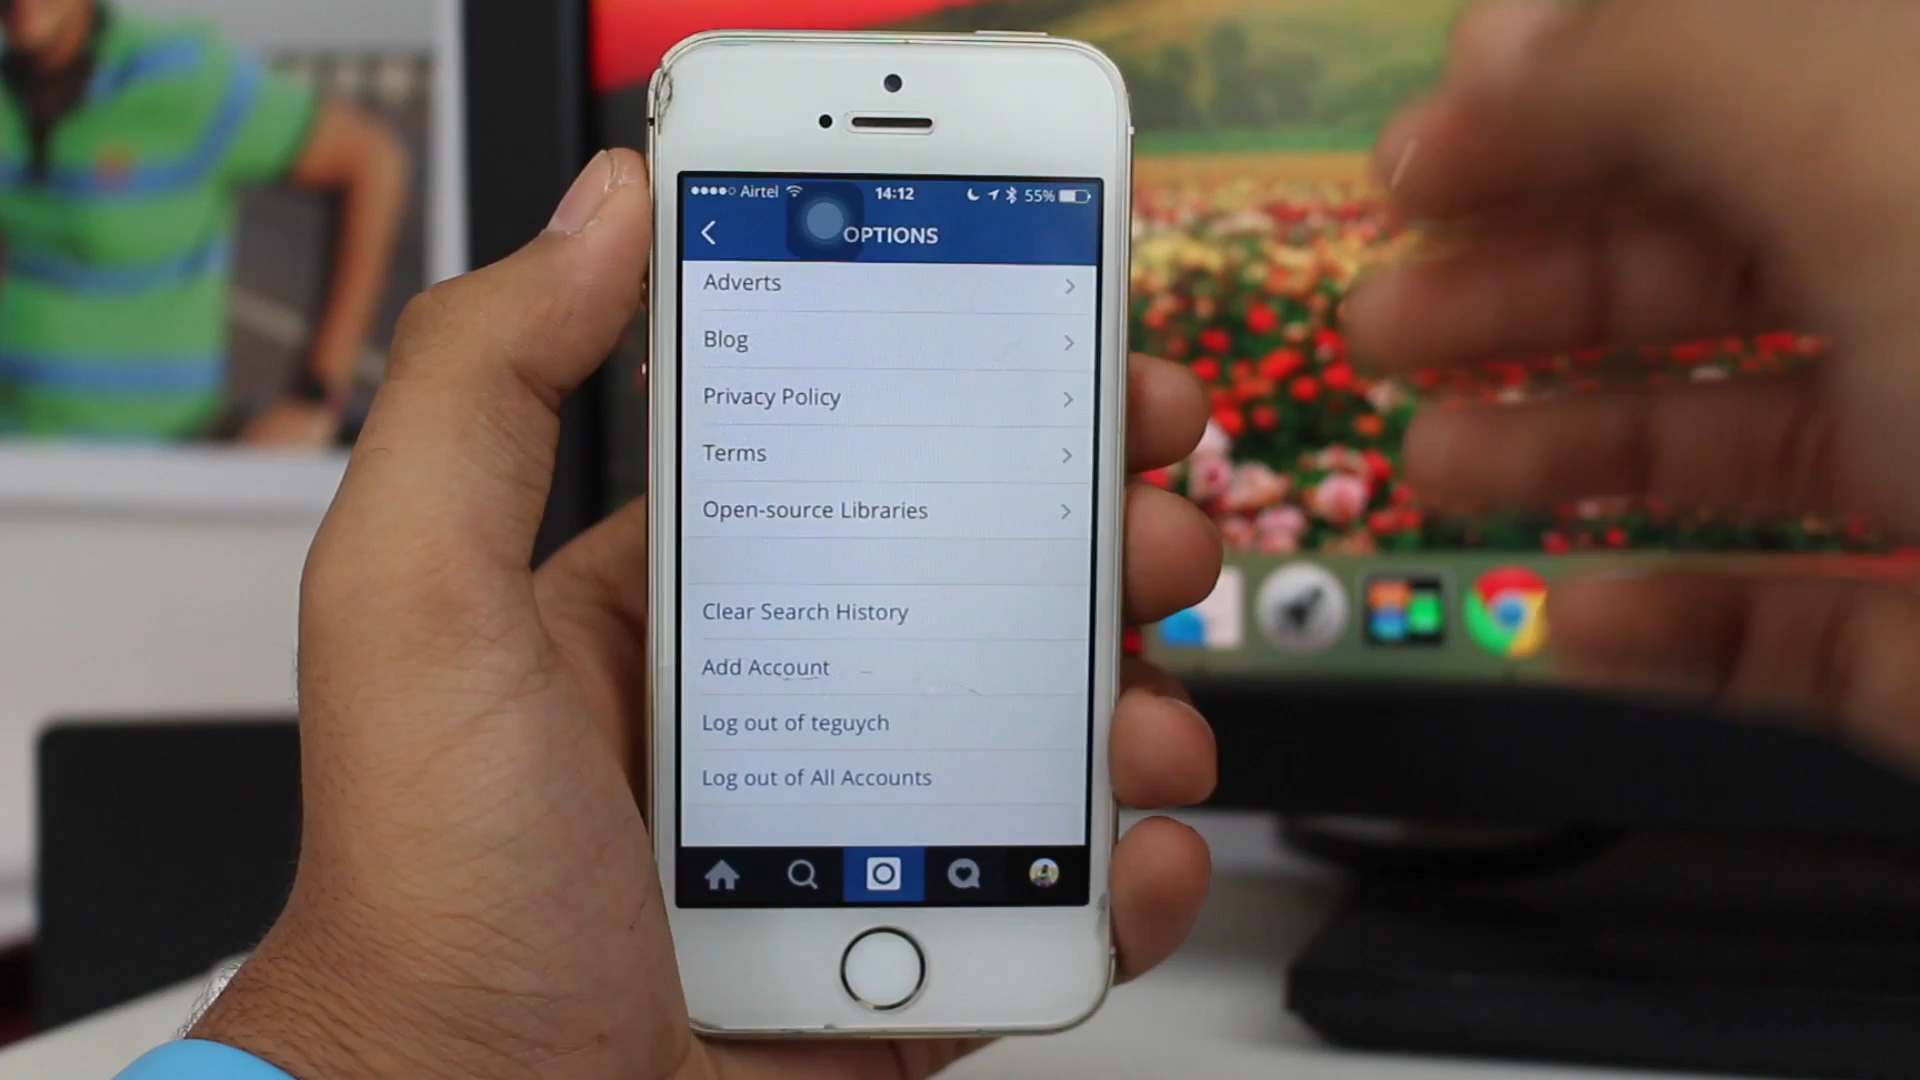 Airtel 14:12 55%
OPTIONS
Adverts
Blog
Privacy Policy
Terms
Open-source Libraries
Clear Search History
Add Account
Log out of teguych
Log out of All Accounts